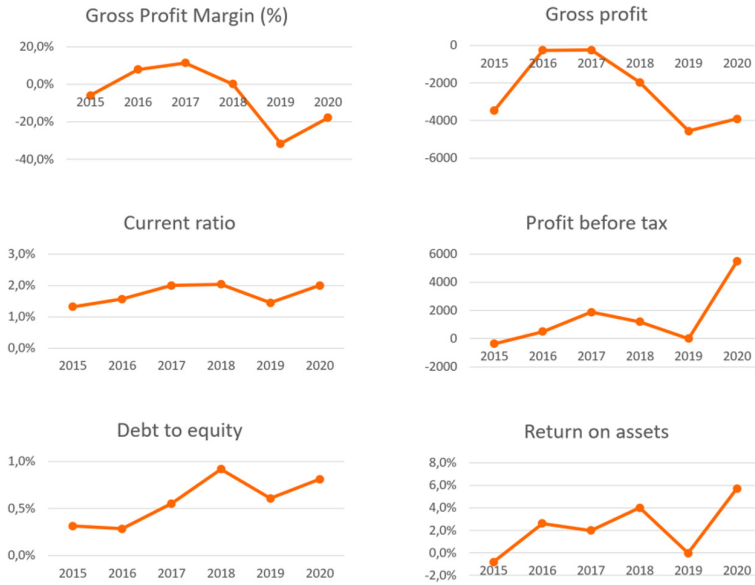 Gross Profit Margin (%)
20,0%
0,0%
-20,0%
-40,0%
2015 2016 2017 2018 2019 2020
Gross profit
0
-2000
-4000
-6000
2015 2016 2017 2018 2019 2020
Current ratio
3,0%
2,0%
1,0%
0,0%
2015 2016 2017 2018 2019 2020
Profit before tax
6000
4000
2000
0
-2000
2015 2016 2017 2018 2019 2020
Debt to equity
1,0%
0,5%
0,0%
2015 2016 2017 2018 2019 2020
Return on assets
8,0%
6,0%
4,0%
2,0%
0,0%
-2,0%
2015 2016 2017 2018 2019 2020